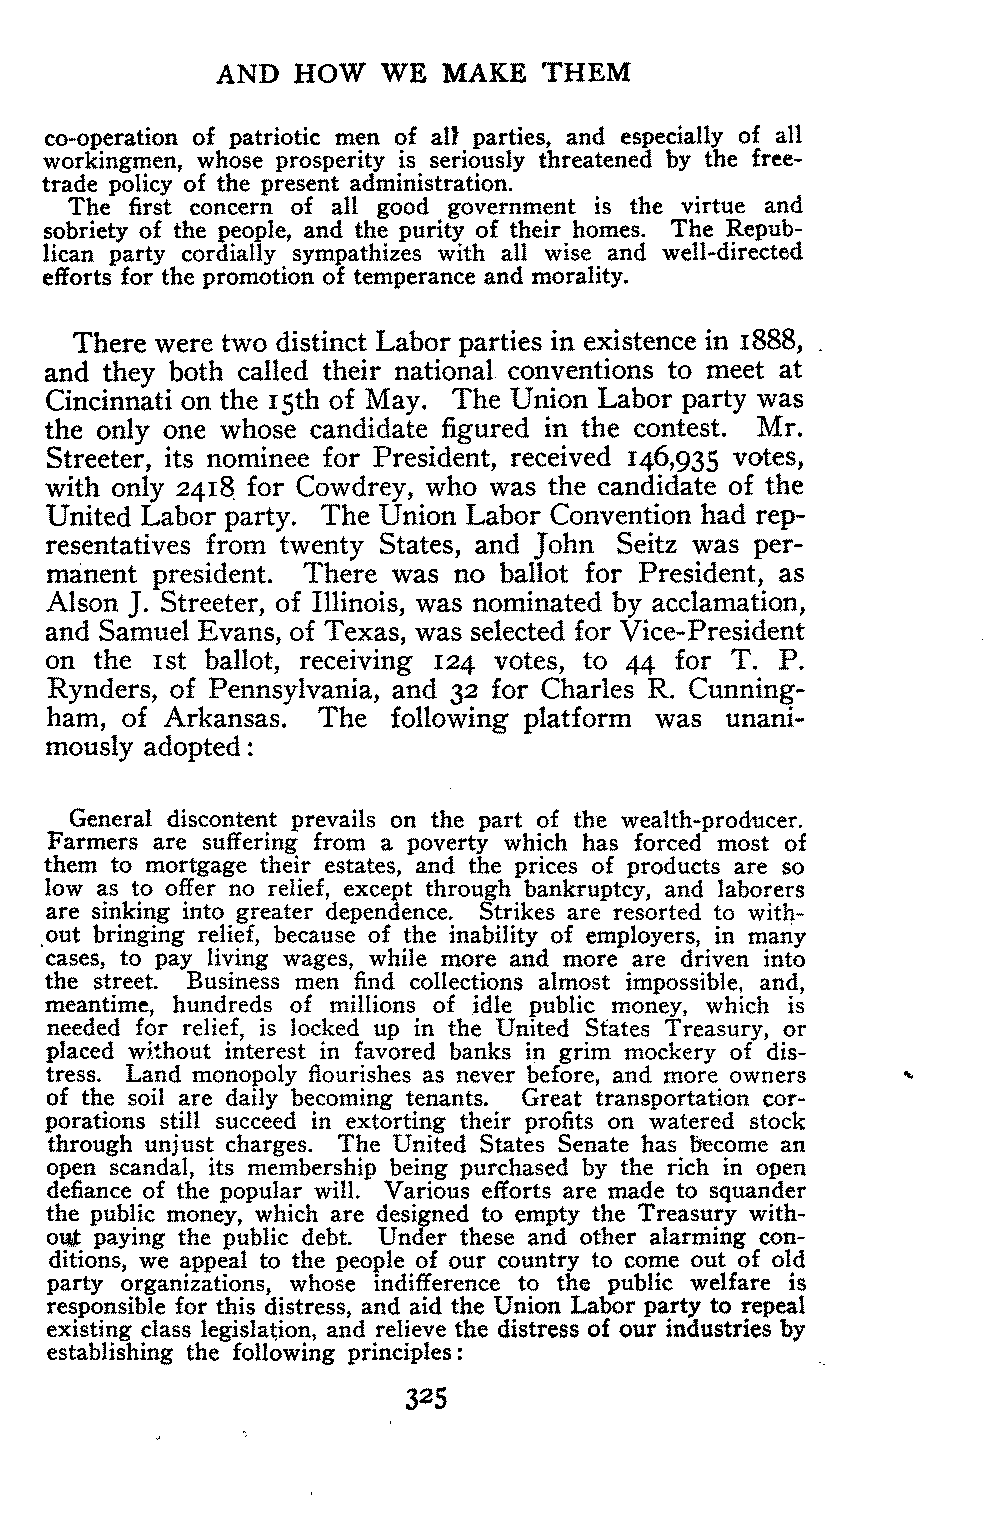 AND HOW WE MAKE THEM
co-operation of patriotic men of all parties, and especially of all
workingmen, whose prosperity is seriously threatened by the free-
trade policy of the present administration.
The first concern of all good government is the virtue and
sobriety of the people, and the purity of their homes. The Repub-
lican party cordially sympathizes with all wise and well-directed
efforts for the promotion of temperance and morality.
There were two distinct Labor parties in existence in 1888,
and they both called their national conventions to meet at
Cincinnati on the 15th of May. The Union Labor party was
the only one whose candidate figured in the contest. Mr.
Streeter, its nominee for President, received 146,935 votes,
with only 2418 for Cowdrey, who was the candidate of the
United Labor party. The Union Labor Convention had rep-
resentatives from twenty States, and John Seitz was per-
manent president. There was no ballot for President, as
Alson J. Streeter, of Illinois, was nominated by acclamation,
and Samuel Evans, of Texas, was selected for Vice-President
on the 1st ballot, receiving 124 votes, to 44 for T. P.
Rynders, of Pennsylvania, and 32 for Charles R. Cunning-
ham, of Arkansas. The following platform was unani-
mously adopted:
General discontent prevails on the part of the wealth-producer.
Farmers are suffering from a poverty which has forced most of
them to mortgage their estates, and the prices of products are so
low as to offer no relief, except through bankruptcy, and laborers
are sinking into greater dependence. Strikes are resorted to with-
out bringing relief, because of the inability of employers, in many
cases, to pay living wages, while more and more are driven into
the street. Business men find collections almost impossible, and,
meantime, hundreds of millions of idle public money, which is
needed for relief, is locked up in the United States Treasury, or
placed without interest in favored banks in grim mockery of dis-
tress. Land monopoly flourishes as never before, and more owners
of the soil are daily becoming tenants. Great transportation cor-
porations still succeed in extorting their profits on watered stock
through unjust charges. The United States Senate has become an
open scandal, its membership being purchased by the rich in open
defiance of the popular will. Various efforts are made to squander
the public money, which are designed to empty the Treasury with-
out paying the public debt. Under these and other alarming con-
ditions, we appeal to the people of our country to come out of old
party organizations, whose indifference to the public welfare is
responsible for this distress, and aid the Union Labor party to repeal
existing class legislation, and relieve the distress of our industries by
establishing the following principles:
325